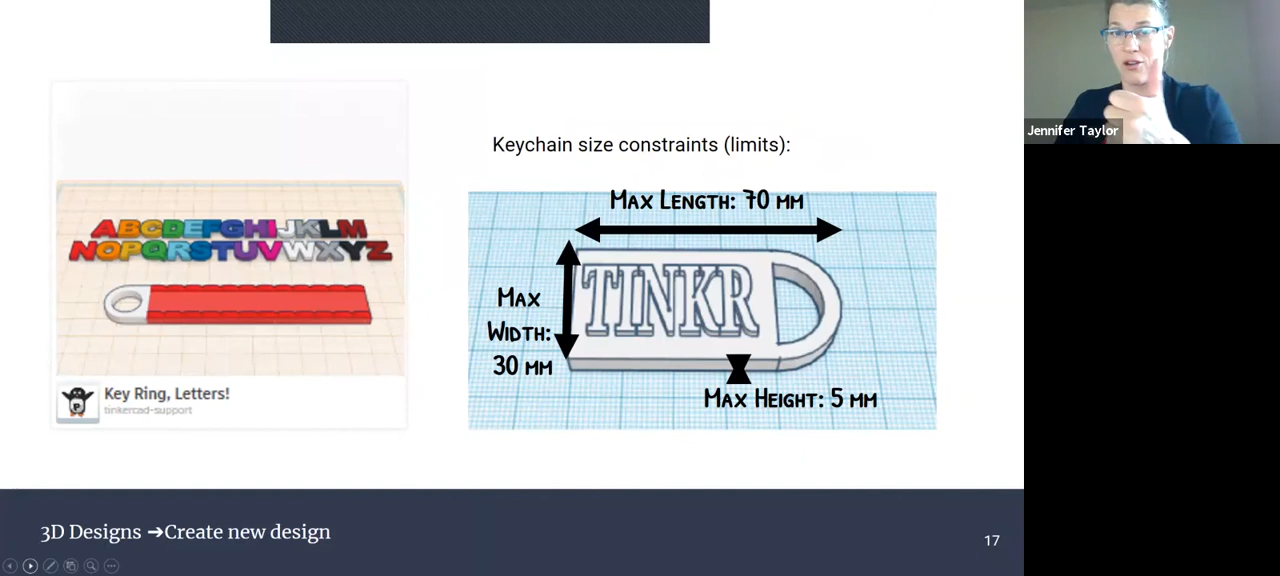 Jennifer Taylor
Keychain size constraints (limits):
ABCDEFGHIJKLM
NOPQRSTUVWXYZ
Key Ring, Letters!
tinkercad-support
Max Length: 70 mm
TINKR
Max
Width:
30 mm
Max Height: 5 mm
3D Designs ➔Create new design
17